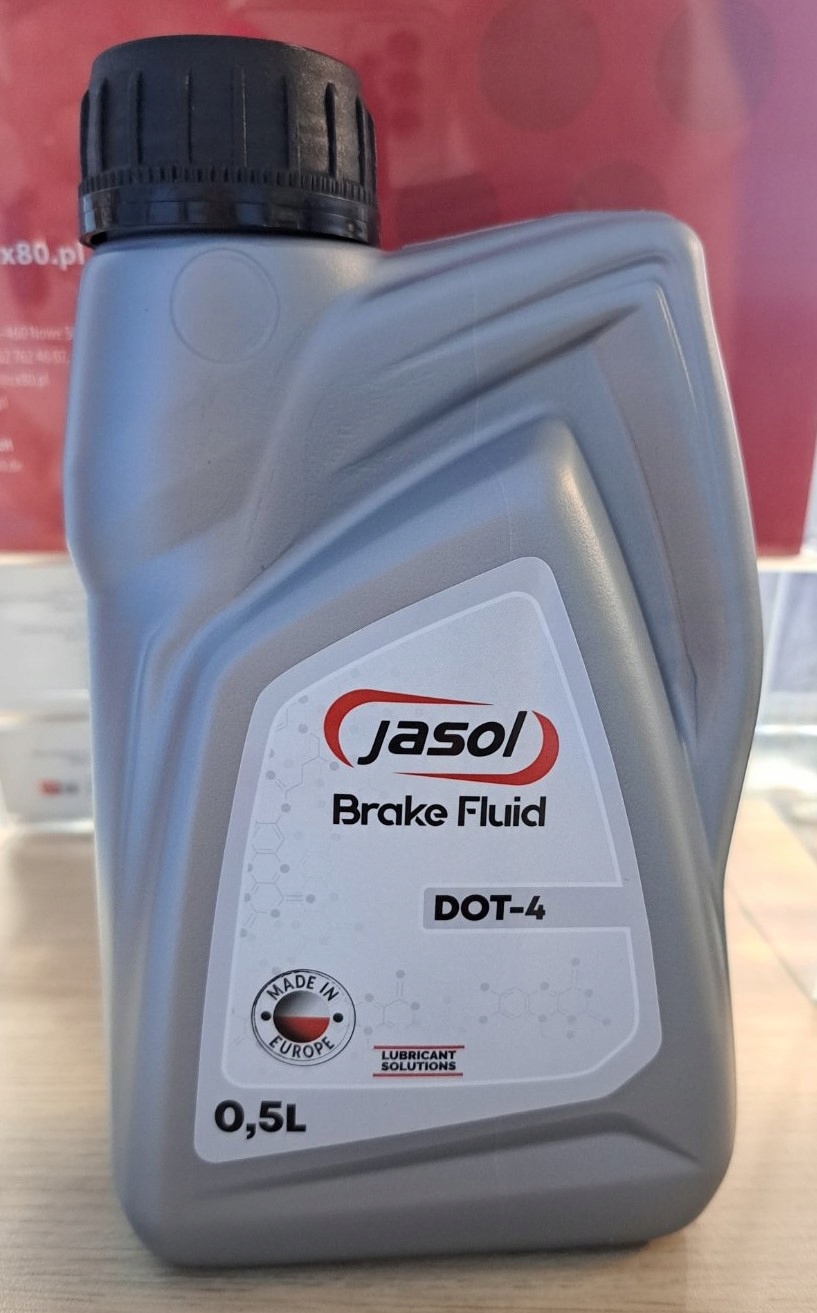 x80.pl
jasol
Brake Fluid
DOT-4
MADE IN
EUROPE
LUBRICANT
SOLUTIONS
0,5L